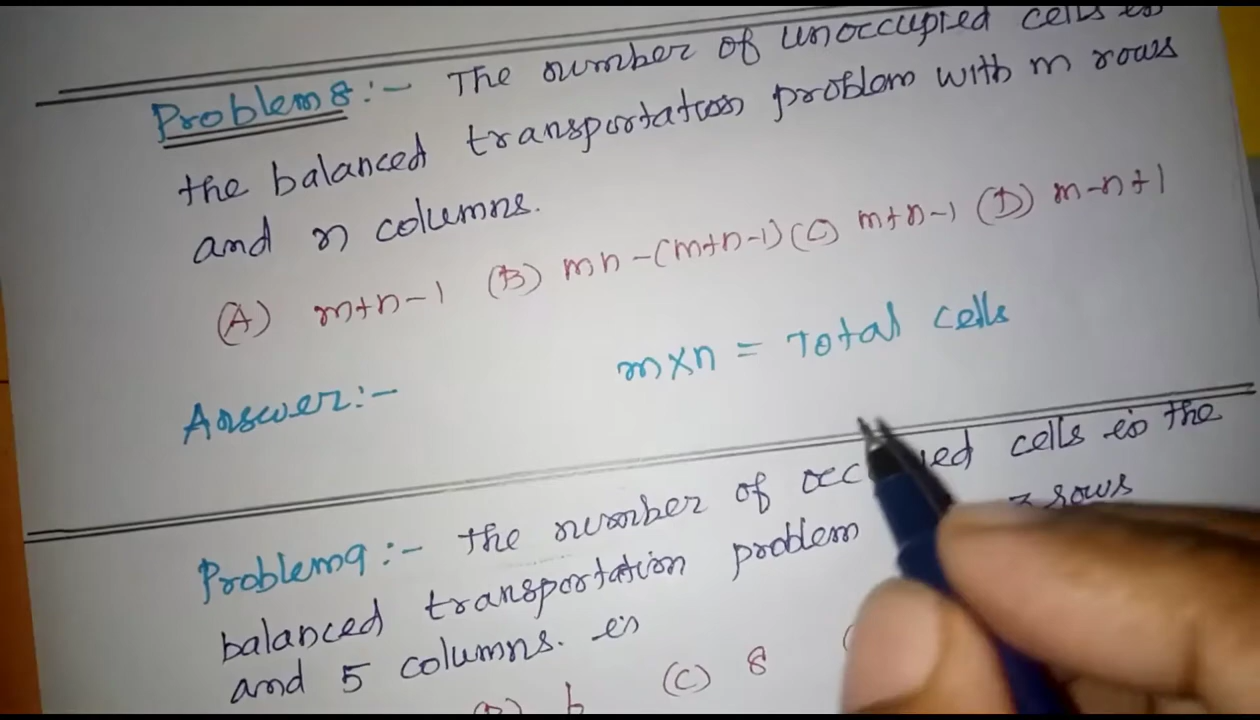 Problem 8:- The number of unoccupied cells is
the balanced transportation problem with m rows
and n columns.
(A) m+n-1 (B) mn-(m+n-1) (C) m+n-1 (D) m-n+1
m×n = Total cells
Answer:-
Problem 9:- the number of occ ied cells is the
balanced transportation problem rows
and 5 columns. is
6 (C) 8